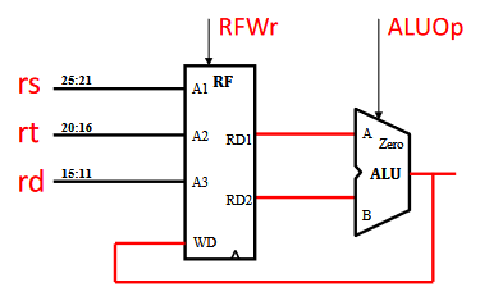 RFWr
ALUOp
rs 25:21
A1 RF
rt 20:16
A2 RD1
A Zero
rd 15:11
A3
ALU
RD2
B
WD